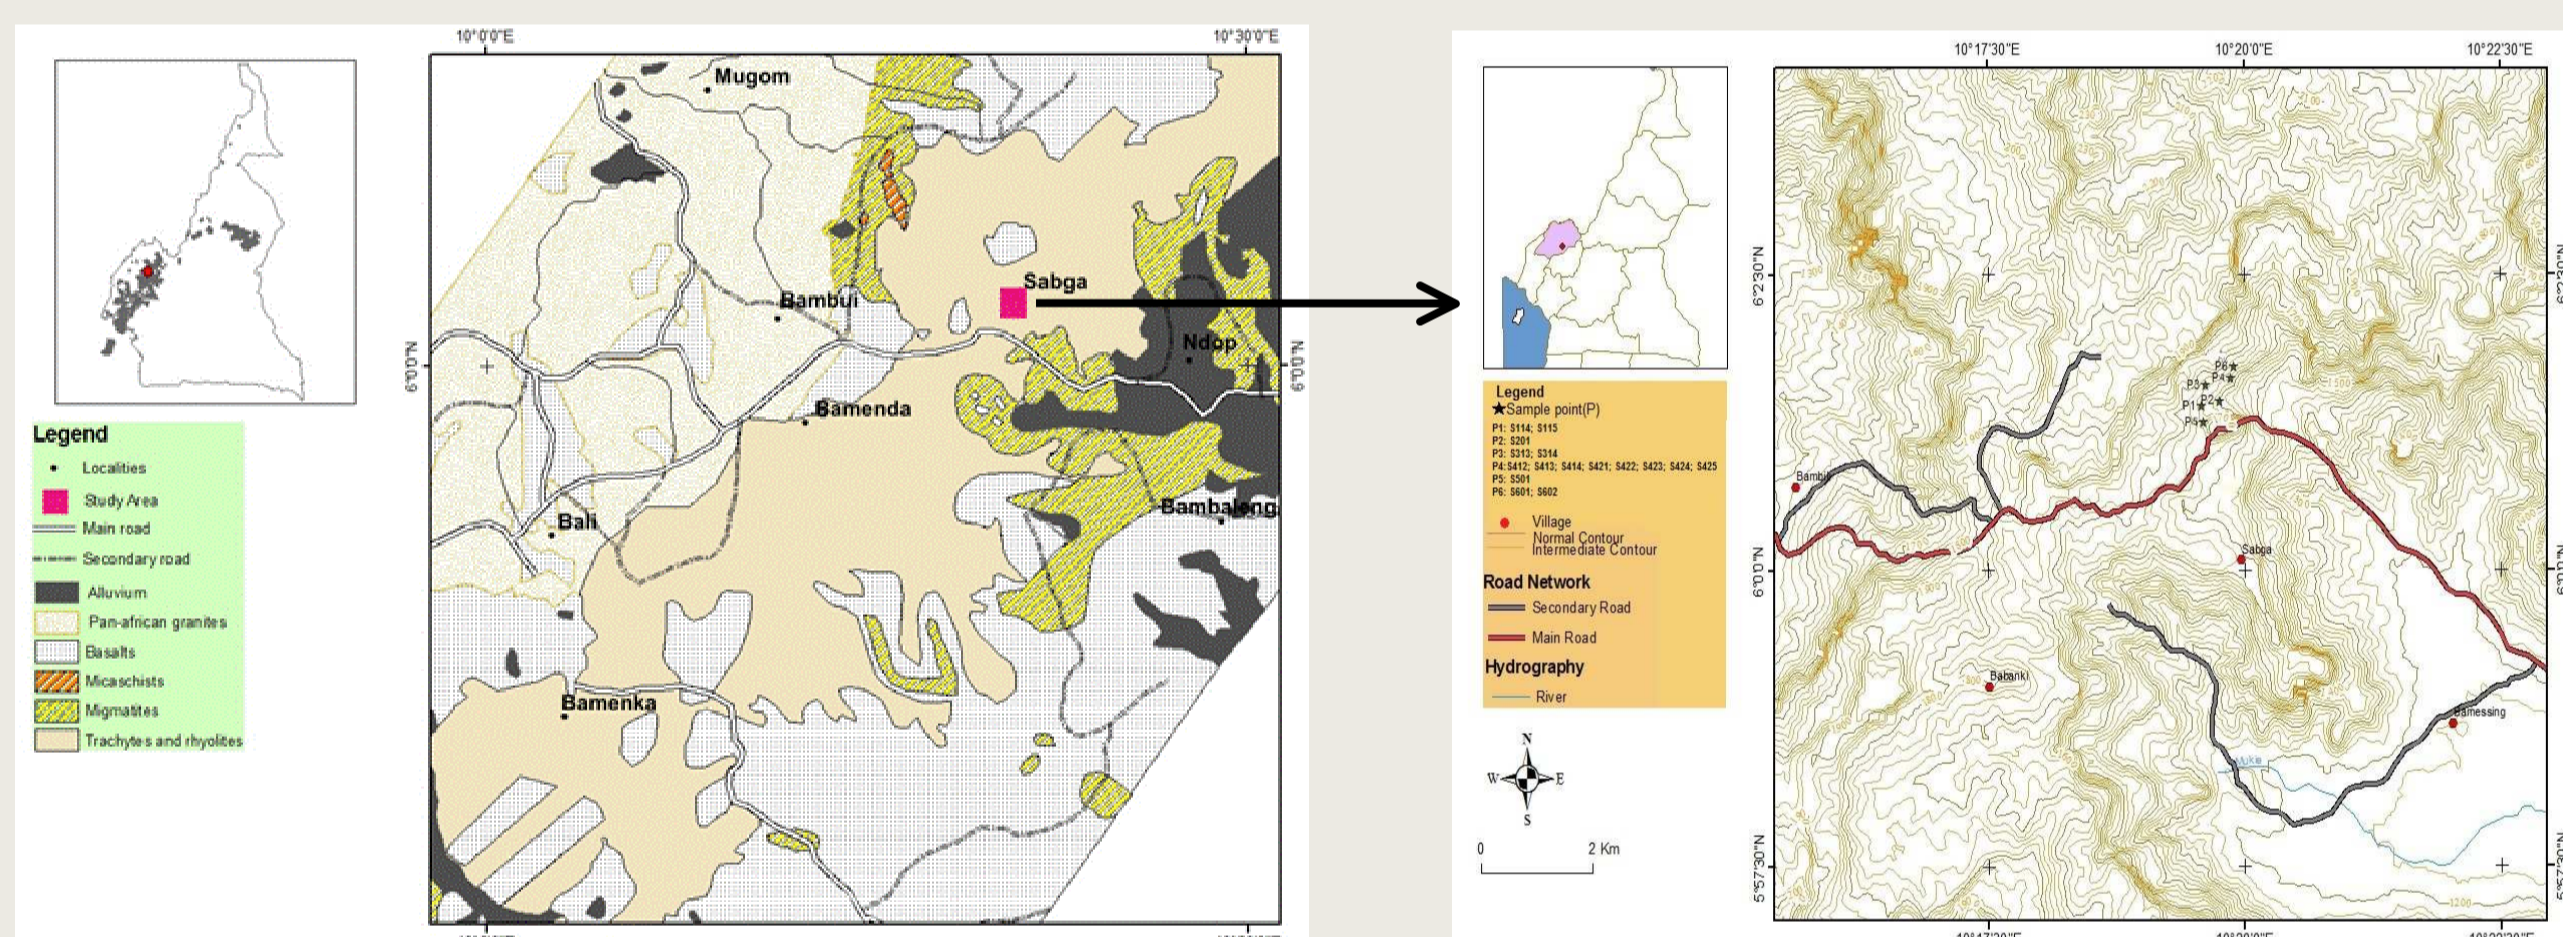 10°0'0"E
10°30'0"E
Mugom
Sabga
Bambui
Ndop
6°0'0"N
6°0'0"N
Bamenda
Bambaleng
Bali
Bamenka
Legend
Localities
Study Area
Main road
Secondary road
Alluvium
Pan-african granites
Basalts
Micaschists
Migmatites
Trachytes and rhyolites
10°17'30"E
10°20'0"E
10°22'30"E
6°2'30"N
6°0'0"N
5°57'30"N
P6
P4
P3
P2
P1
P5
Sabga
Babanki
Bamessing
Mukie
1500
1200
Legend
Sample point(P)
P1: S114; S115
P2: S201
P3: S313; S314
P4:S412; S413; S414; S421; S422; S423; S424; S425
P5: S501
P6: S601; S602
Village
Normal Contour
Intermediate Contour
Road Network
Secondary Road
Main Road
Hydrography
River
N
W
E
S
0
2 Km